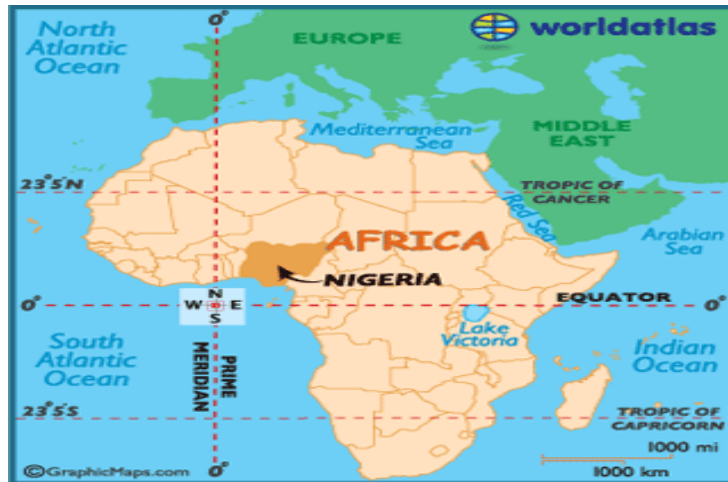 North
Atlantic
Ocean
0°
EUROPE
worldatlas
Mediterranean
Sea
MIDDLE
EAST
23°5'N
TROPIC OF
CANCER
Red Sea
Arabian
Sea
AFRICA
NIGERIA
0°
N
W E
S
EQUATOR
0°
Lake
Victoria
South
Atlantic
Ocean
PRIME
MERIDIAN
Indian
Ocean
23°5'S
TROPIC OF
CAPRICORN
1000 mi
1000 km
©GraphicMaps.com
0°